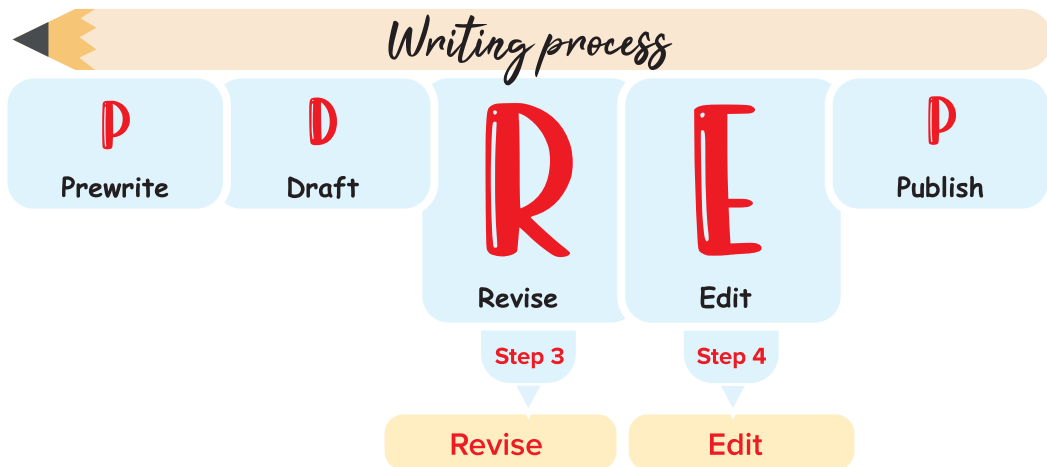 Writing process
P D R E P
Prewrite Draft Revise Edit Publish
Step 3 Step 4
Revise Edit